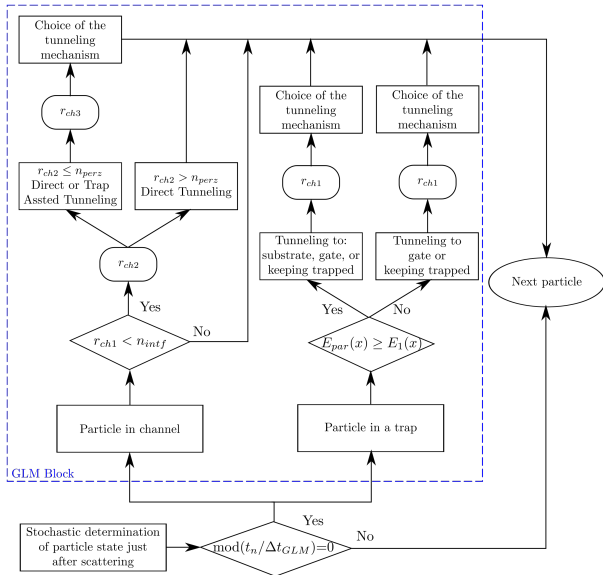 Choice of the
tunneling
mechanism
r_{ch3}
r_{ch2} ≤ n_{perz}
Direct or Trap
Assted Tunneling
r_{ch2} > n_{perz}
Direct Tunneling
r_{ch2}
Yes
r_{ch1} < n_{intf}
No
Particle in channel
GLM Block
Choice of the
tunneling
mechanism
r_{ch1}
Tunneling to:
substrate, gate, or
keeping trapped
Choice of the
tunneling
mechanism
r_{ch1}
Tunneling to
gate or
keeping trapped
Yes
No
E_{par}(x) ≥ E_1(x)
Particle in a trap
Next particle
Stochastic determination
of particle state just
after scattering
Yes
mod(t_n/Δt_{GLM})=0
No